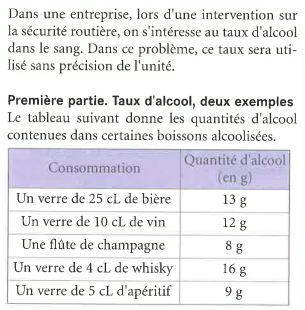 Dans une entreprise, lors d'une intervention sur
la sécurité routière, on s'intéresse au taux d'alcool
dans le sang. Dans ce problème, ce taux sera uti-
lisé sans précision de l'unité.
Première partie. Taux d'alcool, deux exemples
Le tableau suivant donne les quantités d'alcool
contenues dans certaines boissons alcoolisées.
Consommation
Quantité d'alcool
(en g)
Un verre de 25 cL de bière 13 g
Un verre de 10 cL de vin 12 g
Une flûte de champagne 8 g
Un verre de 4 cL de whisky 16 g
Un verre de 5 cL d'apéritif 9 g